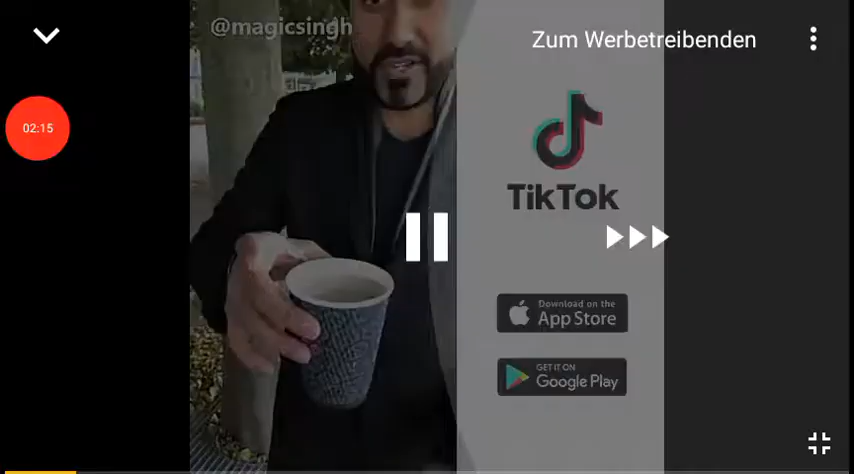 @magicsingh
Zum Werbetreibenden
02:15
TikTok
Download on the
App Store
GET IT ON
Google Play